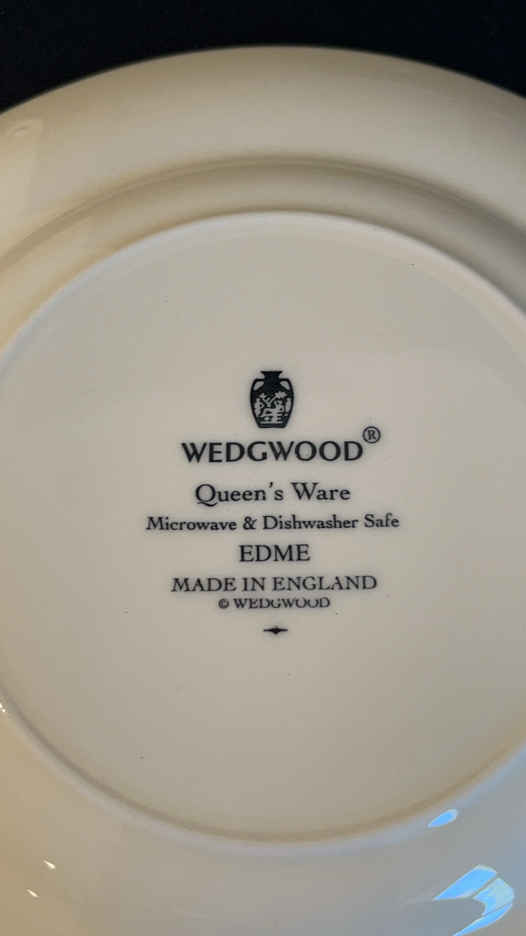 WEDGWOOD®
Queen's Ware
Microwave & Dishwasher Safe
EDME
MADE IN ENGLAND
© WEDGWOOD